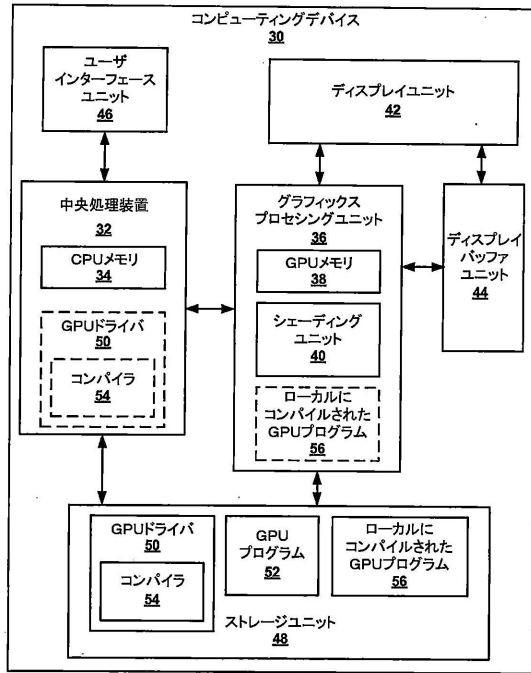 コンピューティングデバイス
30
ユーザ
インターフェース
ユニット
46
ディスプレイユニット
42
中央処理装置
32
CPUメモリ
34
GPUドライバ
50
コンパイラ
54
グラフィックス
プロセシングユニット
36
GPUメモリ
38
シェーディング
ユニット
40
ローカルに
コンパイルされた
GPUプログラム
56
ディスプレイ
バッファ
ユニット
44
GPUドライバ
50
コンパイラ
54
GPU
プログラム
52
ローカルに
コンパイルされた
GPUプログラム
56
ストレージユニット
48